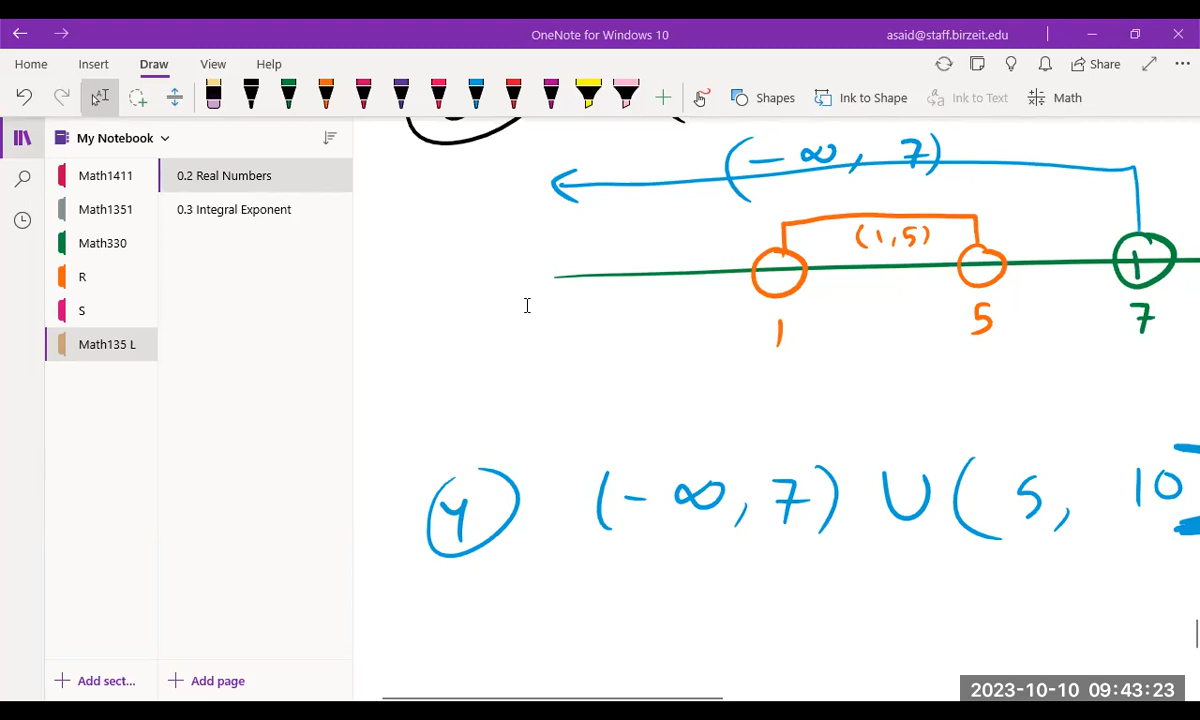 OneNote for Windows 10
asaid@staff.birzeit.edu
Home Insert Draw View Help
Share
Shapes Ink to Shape Ink to Text Math
My Notebook
Math1411
Math1351
Math330
R
S
Math135 L
0.2 Real Numbers
0.3 Integral Exponent
(-∞, 7)
(1,5)
1 5 7
4 (-∞, 7) ∪ (5, 10]
Add sect...
Add page
2023-10-10 09:43:23